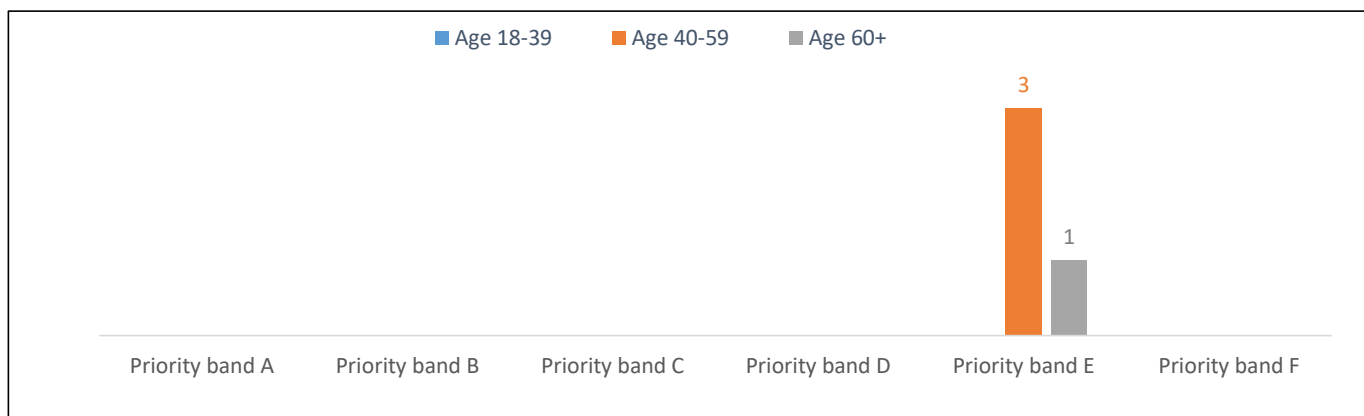 Age 18-39 Age 40-59 Age 60+
3
1
Priority band A Priority band B Priority band C Priority band D Priority band E Priority band F